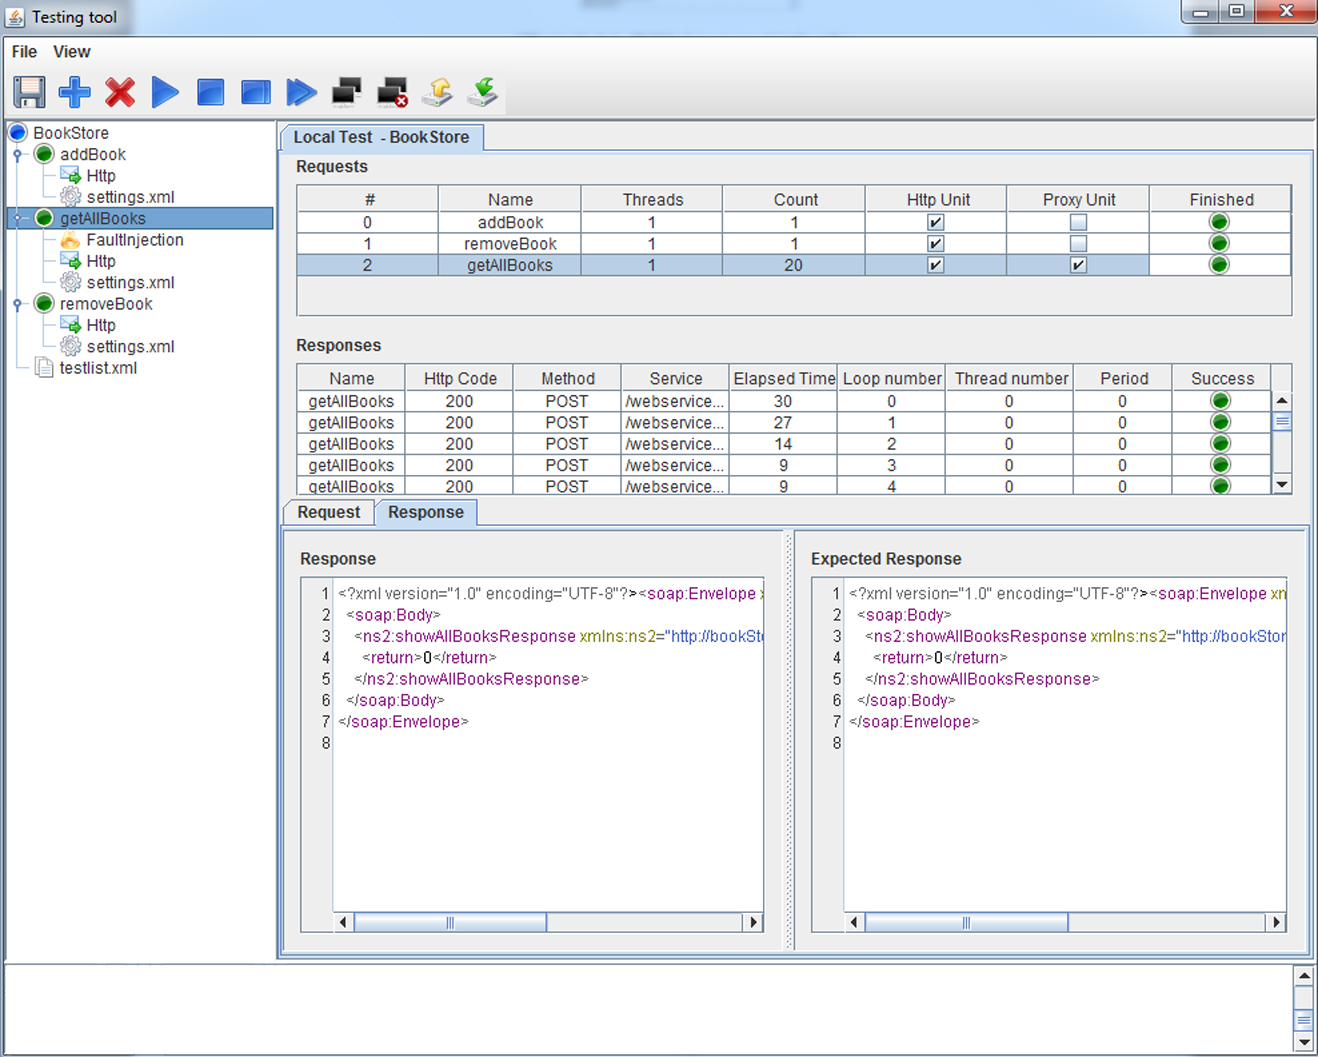 Testing tool
File View
BookStore
addBook
Http
settings.xml
getAllBooks
FaultInjection
Http
settings.xml
removeBook
Http
settings.xml
testlist.xml
Local Test - BookStore
Requests
# Name Threads Count Http Unit Proxy Unit Finished
0 addBook 1 1
1 removeBook 1 1
2 getAllBooks 1 20
Responses
Name Http Code Method Service Elapsed Time Loop number Thread number Period Success
getAllBooks 200 POST /webservice... 30 0 0 0
getAllBooks 200 POST /webservice... 27 1 0 0
getAllBooks 200 POST /webservice... 14 2 0 0
getAllBooks 200 POST /webservice... 9 3 0 0
getAllBooks 200 POST /webservice... 9 4 0 0
Request Response
Response
1 <?xml version="1.0" encoding="UTF-8"?><soap:Envelope x
2 <soap:Body>
3 <ns2:showAllBooksResponse xmlns:ns2="http://bookSt
4 <return>0</return>
5 </ns2:showAllBooksResponse>
6 </soap:Body>
7 </soap:Envelope>
8
Expected Response
1 <?xml version="1.0" encoding="UTF-8"?><soap:Envelope xn
2 <soap:Body>
3 <ns2:showAllBooksResponse xmlns:ns2="http://bookStor
4 <return>0</return>
5 </ns2:showAllBooksResponse>
6 </soap:Body>
7 </soap:Envelope>
8